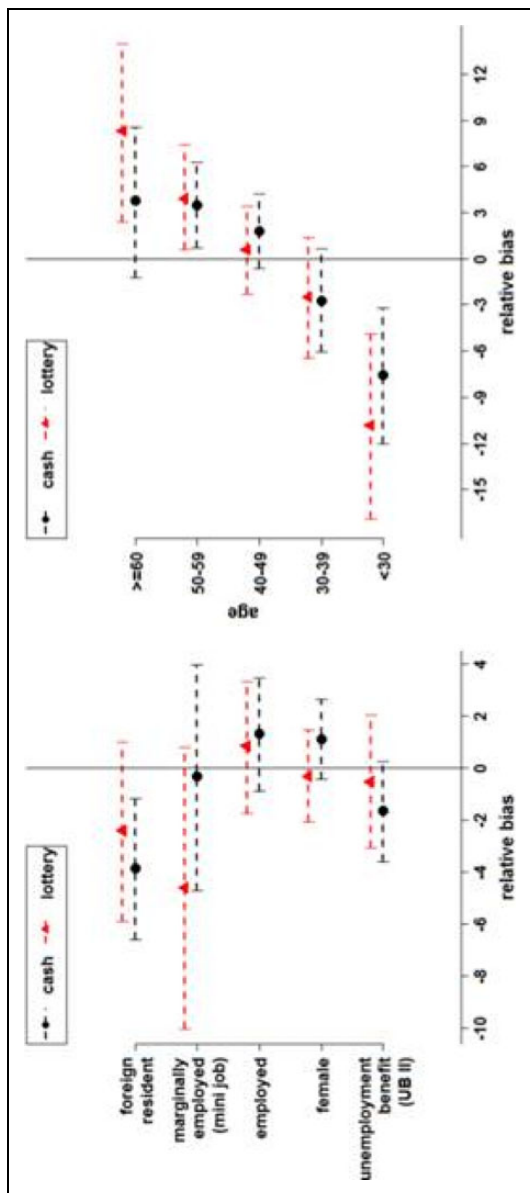 cash lottery
foreign
resident
marginally
employed
(mini job)
employed
female
unemployment
benefit
(UB II)
-10 -8 -6 -4 -2 0 2 4
relative bias
cash lottery
age
>=60
50-59
40-49
30-39
<30
-15 -12 -9 -6 -3 0 3 6 9 12
relative bias